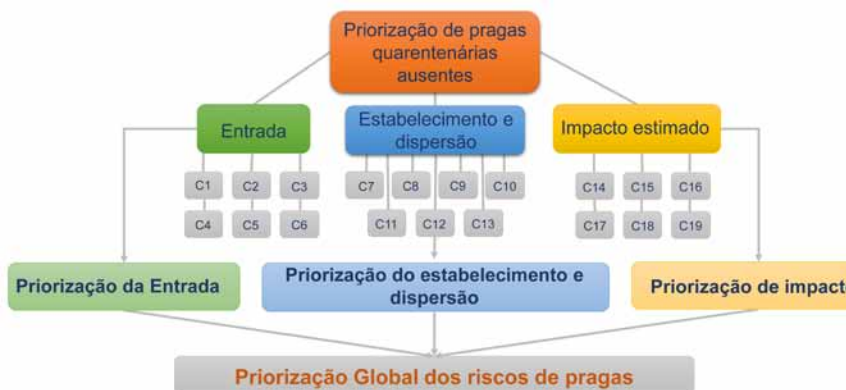 Priorização de pragas
quarentenárias
ausentes
Entrada
Estabelecimento e
dispersão
Impacto estimado
C1
C2
C3
C7
C8
C9
C10
C14
C15
C16
C4
C5
C6
C11
C12
C13
C17
C18
C19
Priorização da Entrada
Priorização do estabelecimento e
dispersão
Priorização de impacto
Priorização Global dos riscos de pragas